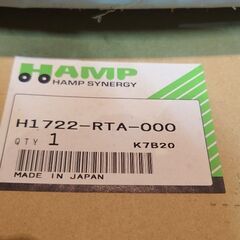 HAMP
HAMP SYNERGY
H1722-RTA-000
QTY 1 K7B20
MADE IN JAPAN